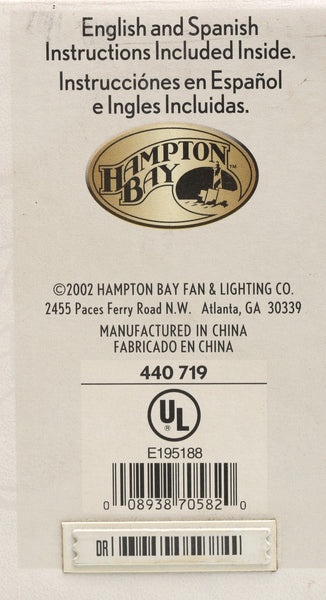 English and Spanish
Instructions Included Inside.
Instrucciónes en Español
e Ingles Incluidas.
HAMPTON
BAY™
©2002 HAMPTON BAY FAN & LIGHTING CO.
2455 Paces Ferry Road N.W. Atlanta, GA 30339
MANUFACTURED IN CHINA
FABRICADO EN CHINA
440 719
UL®
E195188
0 08938 70582 0
DR